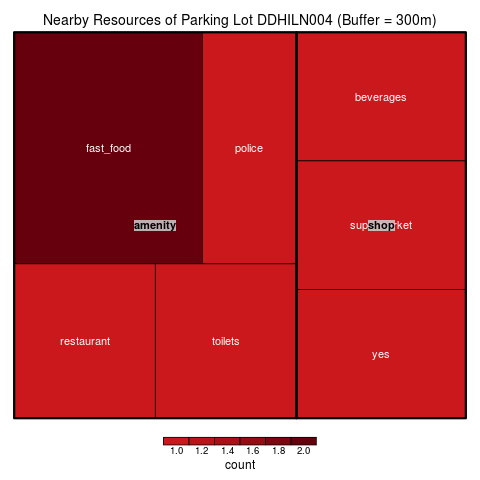 Nearby Resources of Parking Lot DDHILN004 (Buffer = 300m)
fast_food
police
beverages
amenity
shop
restaurant
toilets
yes
1.0 1.2 1.4 1.6 1.8 2.0
count